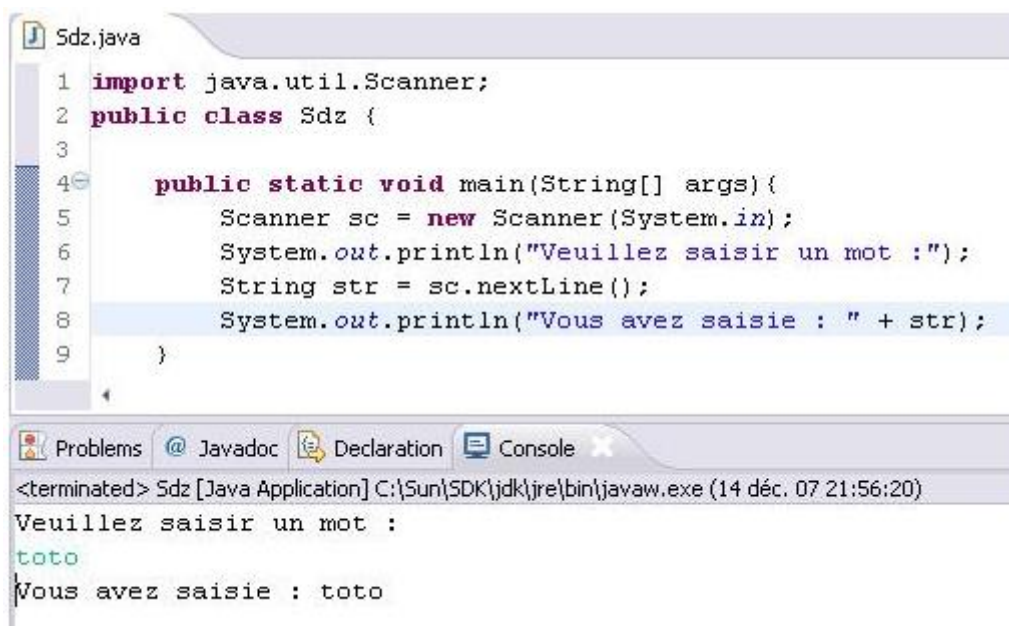 Sdz.java
1 import java.util.Scanner;
2 public class Sdz {
3
4 public static void main(String[] args){
5 Scanner sc = new Scanner(System.in);
6 System.out.println("Veuillez saisir un mot :");
7 String str = sc.nextLine();
8 System.out.println("Vous avez saisie : " + str);
9 }
Problems @ Javadoc Declaration Console
<terminated> Sdz [Java Application] C:\Sun\SDK\jdk\jre\bin\javaw.exe (14 déc. 07 21:56:20)
Veuillez saisir un mot :
toto
Vous avez saisie : toto